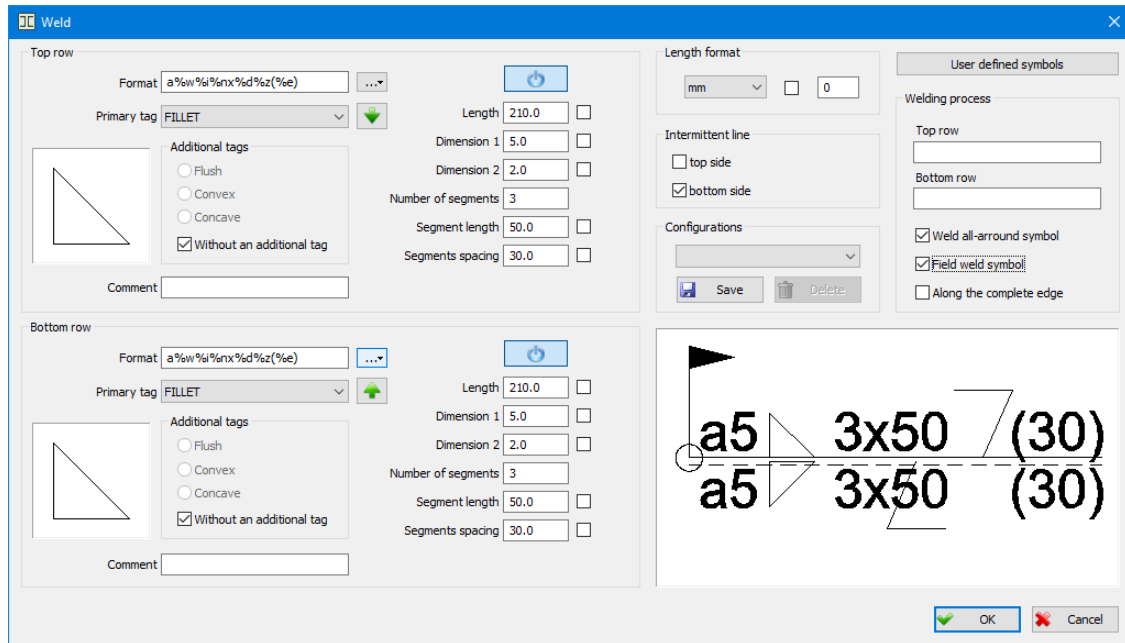 Weld
Top row
Format a%w%i%nx%d%z(%e) ...
Primary tag FILLET
Additional tags
Flush
Convex
Concave
Without an additional tag
Comment
Length 210.0
Dimension 1 5.0
Dimension 2 2.0
Number of segments 3
Segment length 50.0
Segments spacing 30.0
Bottom row
Format a%w%i%nx%d%z(%e) ...
Primary tag FILLET
Additional tags
Flush
Convex
Concave
Without an additional tag
Comment
Length 210.0
Dimension 1 5.0
Dimension 2 2.0
Number of segments 3
Segment length 50.0
Segments spacing 30.0
Length format
mm 0
Intermittent line
top side
bottom side
Configurations
Save Delete
User defined symbols
Welding process
Top row
Bottom row
Weld all-arround symbol
Field weld symbol
Along the complete edge
a5 3x50 (30)
a5 3x50 (30)
OK Cancel